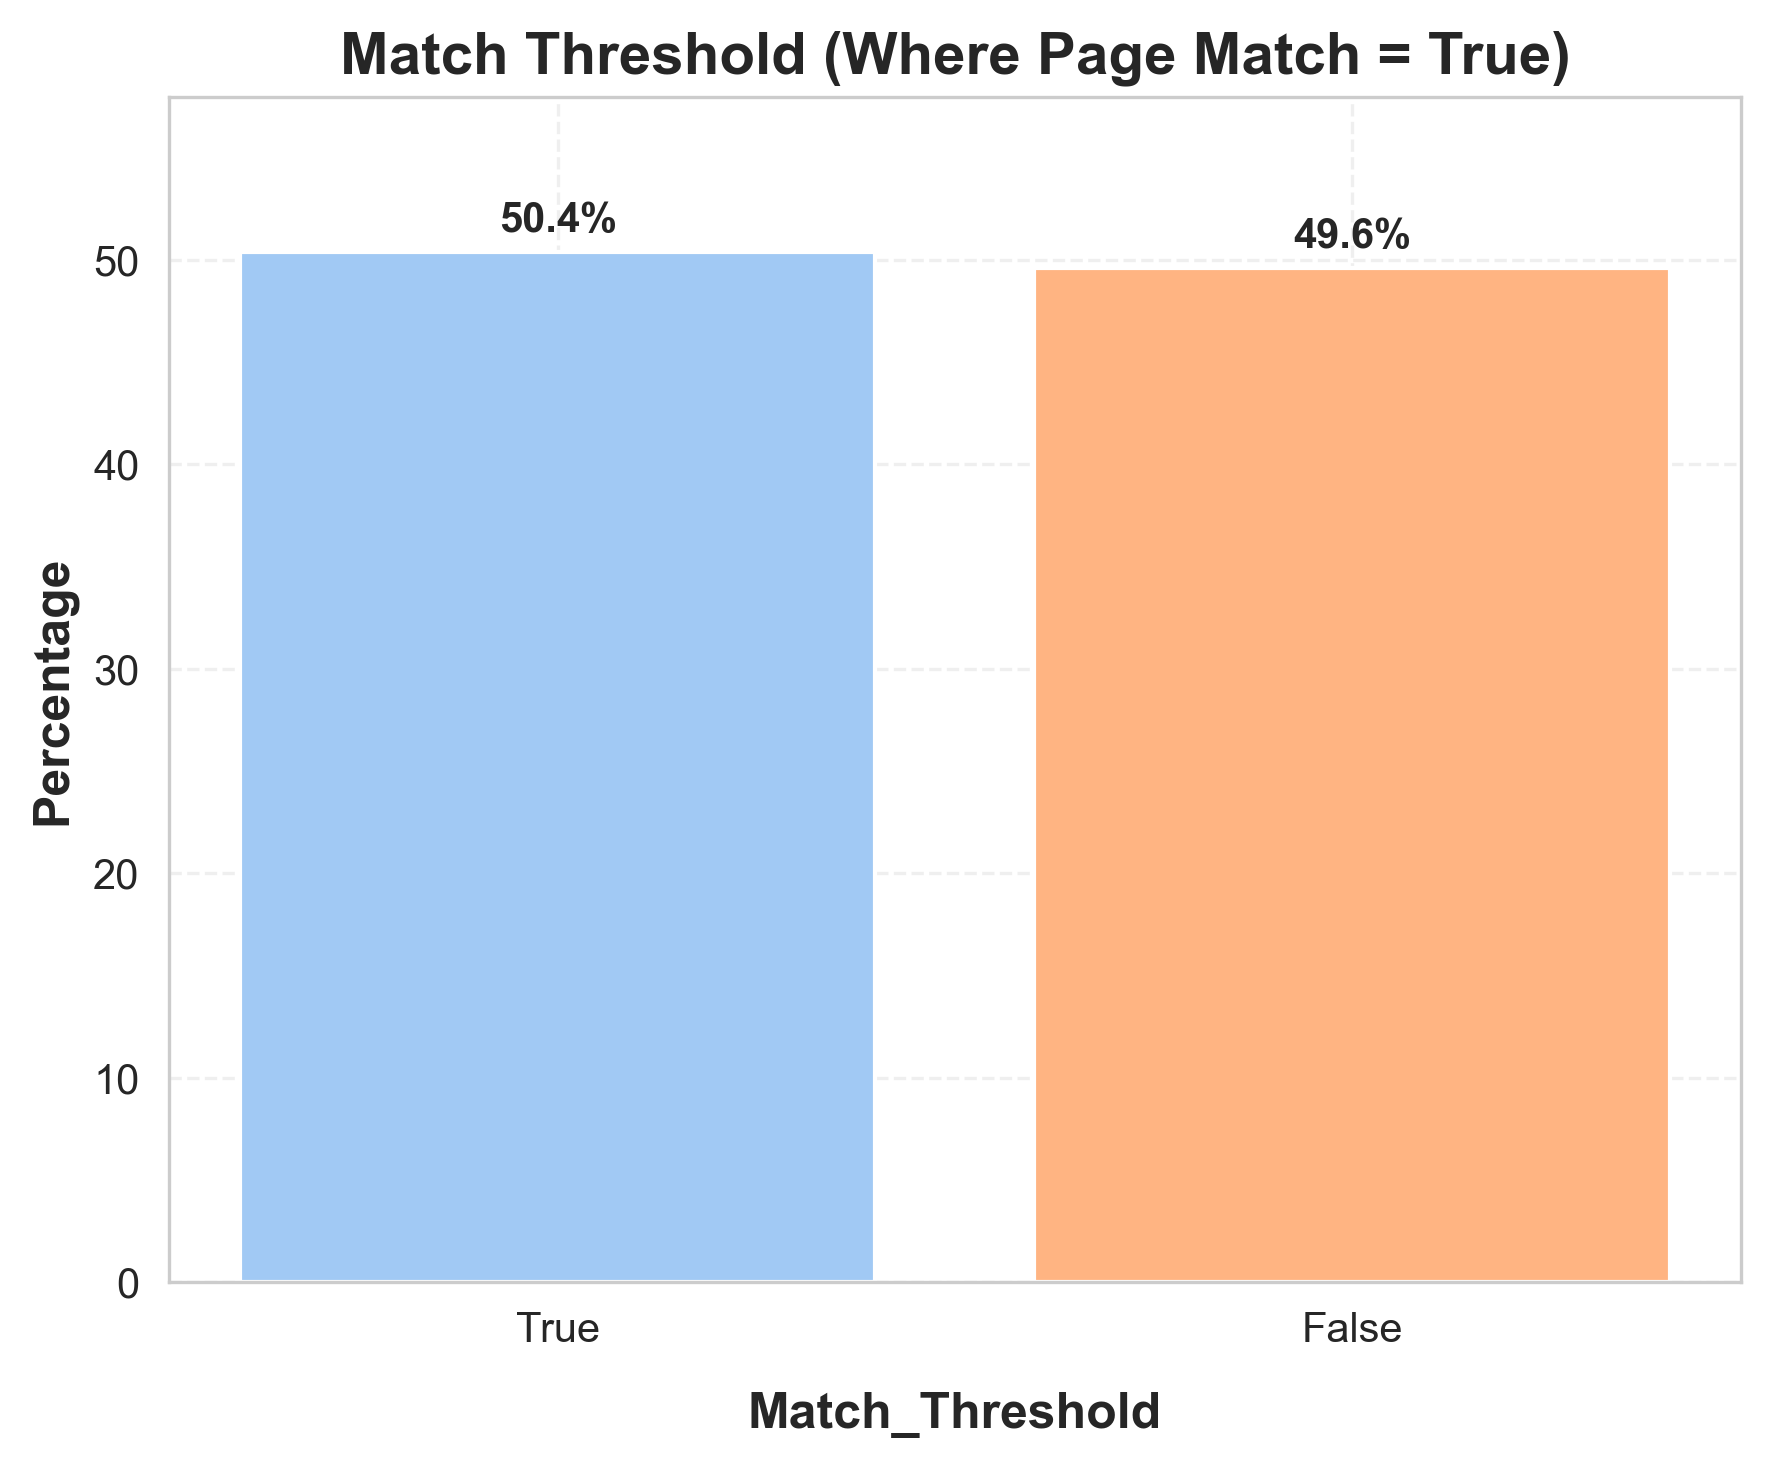 Match Threshold (Where Page Match = True)
50.4%
49.6%
50
40
30
20
10
0
Percentage
True
False
Match_Threshold